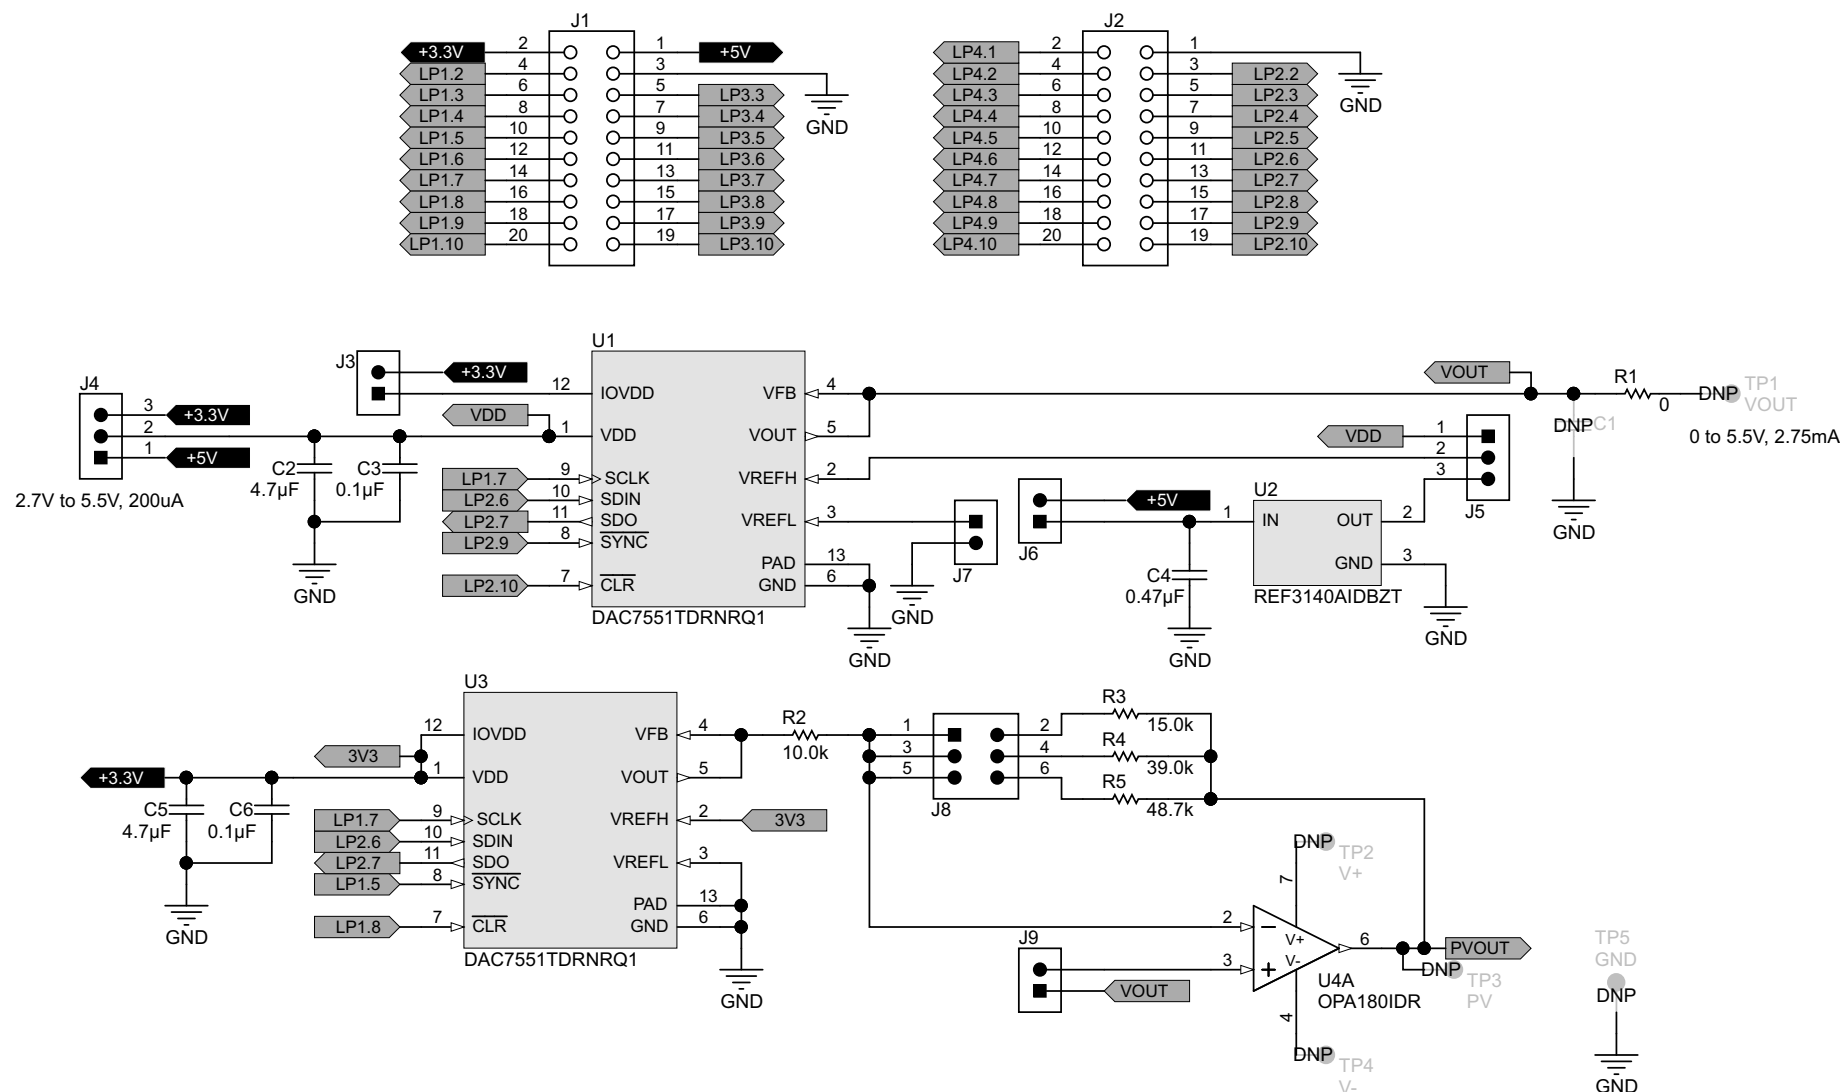 J1
+3.3V 2 1 +5V
LP1.2 4 3
LP1.3 6 5 LP3.3
LP1.4 8 7 LP3.4
LP1.5 10 9 LP3.5
LP1.6 12 11 LP3.6
LP1.7 14 13 LP3.7
LP1.8 16 15 LP3.8
LP1.9 18 17 LP3.9
LP1.10 20 19 LP3.10
GND
J2
LP4.1 2 1
LP4.2 4 3 LP2.2
LP4.3 6 5 LP2.3
LP4.4 8 7 LP2.4
LP4.5 10 9 LP2.5
LP4.6 12 11 LP2.6
LP4.7 14 13 LP2.7
LP4.8 16 15 LP2.8
LP4.9 18 17 LP2.9
LP4.10 20 19 LP2.10
GND
J4
3 +3.3V
2
1 +5V
2.7V to 5.5V, 200uA
J3
+3.3V
VDD
C2
4.7µF
C3
0.1µF
GND
U1
12 IOVDD VFB 4
1 VDD VOUT 5
LP1.7 9 SCLK VREFH 2
LP2.6 10 SDIN
LP2.7 11 SDO VREFL 3
LP2.9 8 SYNC
PAD 13
LP2.10 7 CLR GND 6
DAC7551TDRNRQ1
GND
J7
GND
J6
+5V
C4
0.47µF
GND
U2
1 IN OUT 2
GND 3
REF3140AIDBZT
GND
VDD 1
2
3
J5
VOUT
R1
0
DNP TP1
VOUT
0 to 5.5V, 2.75mA
DNP C1
GND
U3
12 IOVDD VFB 4
3V3
+3.3V 1 VDD VOUT 5
C5
4.7µF
C6
0.1µF
GND
LP1.7 9 SCLK VREFH 2 3V3
LP2.6 10 SDIN
LP2.7 11 SDO VREFL 3
LP1.5 8 SYNC
PAD 13
LP1.8 7 CLR GND 6
DAC7551TDRNRQ1
GND
R2
10.0k
1 2
3 4
5 6
J8
R3
15.0k
R4
39.0k
R5
48.7k
DNP TP2
V+
7
2
V+
V-
6 PVOUT
3
4
U4A
OPA180IDR
DNP TP3
PV
J9
VOUT
DNP TP4
V-
TP5
GND
DNP
GND